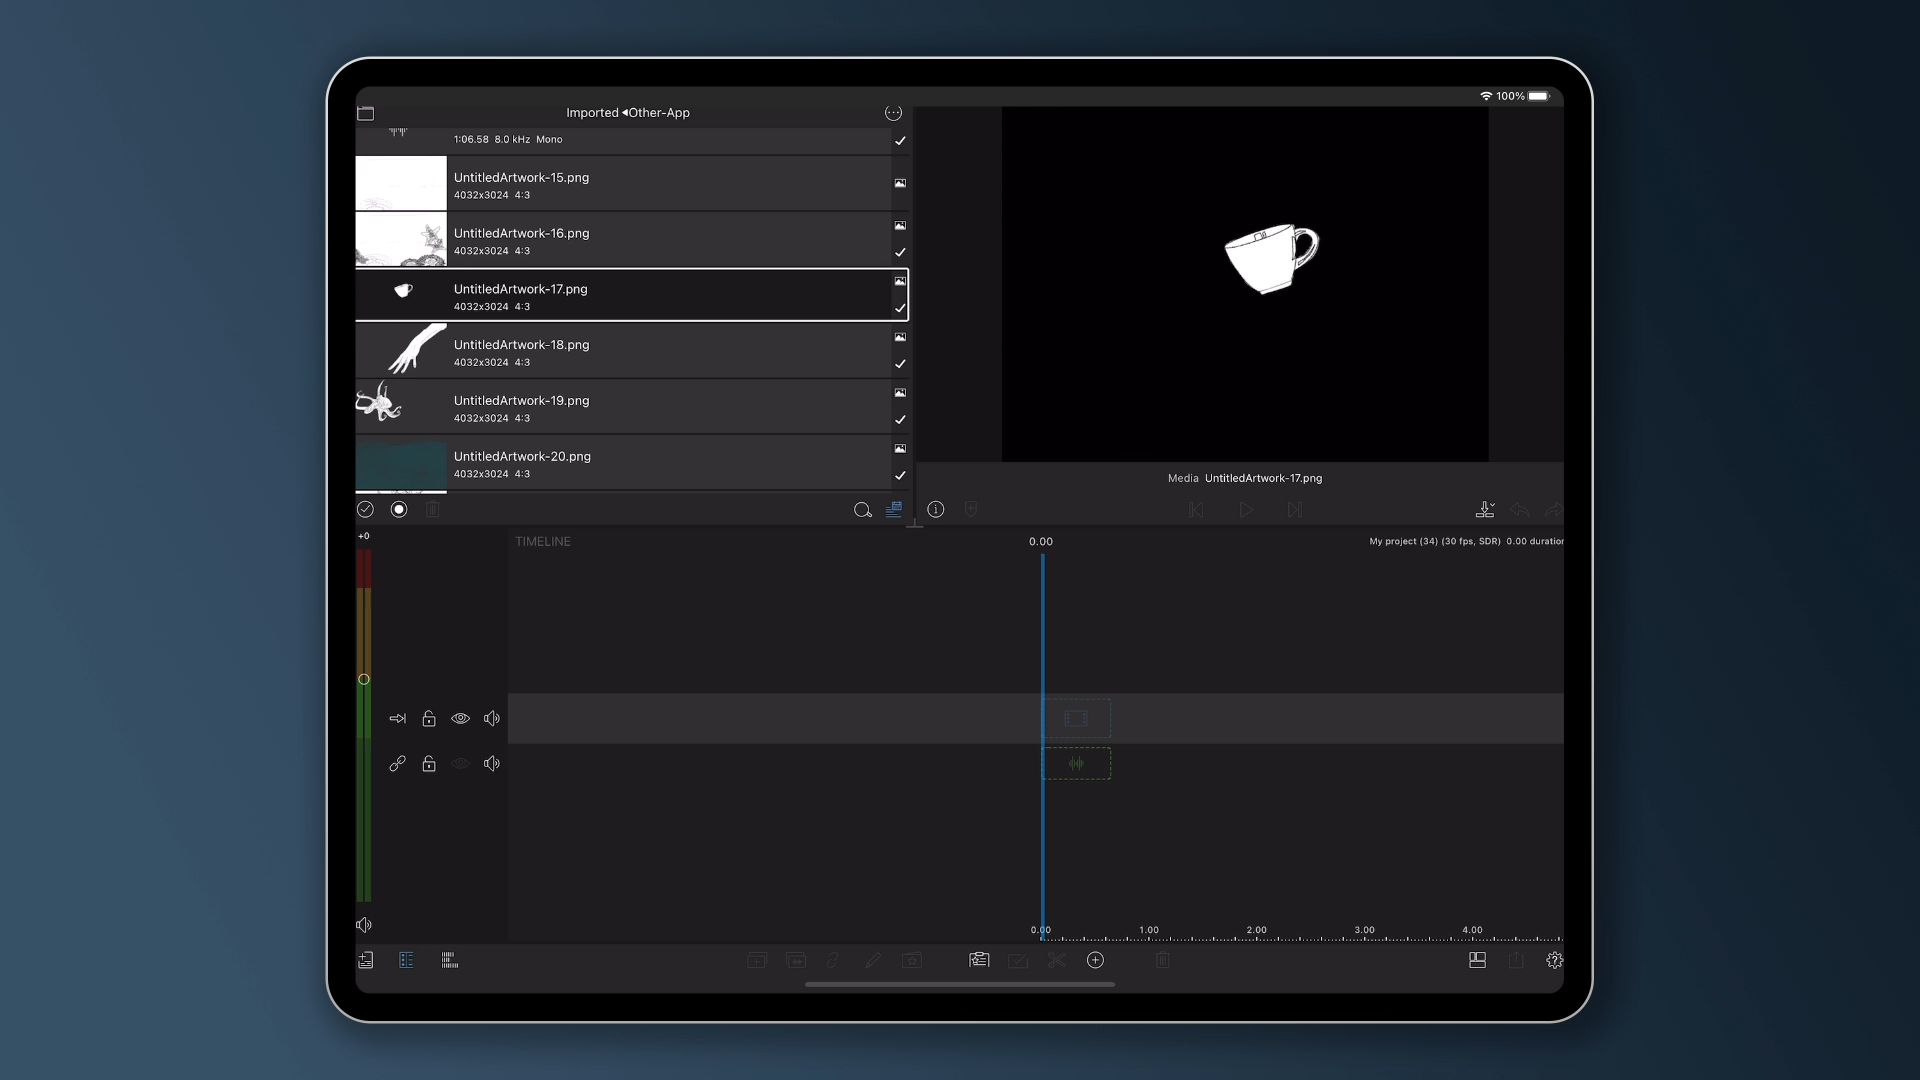 100%
Imported ◂Other-App
1:06.58 8.0 kHz Mono
UntitledArtwork-15.png
4032x3024 4:3
UntitledArtwork-16.png
4032x3024 4:3
UntitledArtwork-17.png
4032x3024 4:3
UntitledArtwork-18.png
4032x3024 4:3
UntitledArtwork-19.png
4032x3024 4:3
UntitledArtwork-20.png
4032x3024 4:3
Media UntitledArtwork-17.png
+0
TIMELINE
0.00
My project (34) (30 fps, SDR) 0.00 duration
0.00 1.00 2.00 3.00 4.00